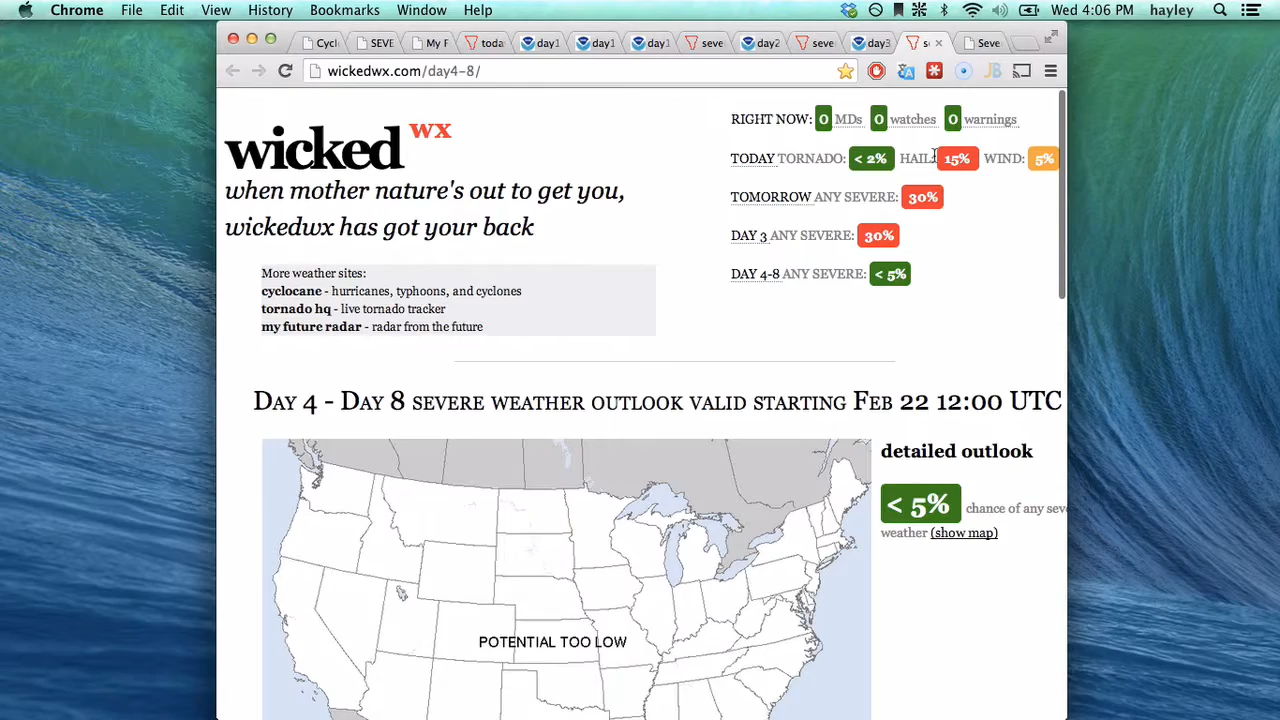 Chrome File Edit View History Bookmarks Window Help Wed 4:06 PM hayley
Cycl SEVE My F toda day1 day1 day1 seve day2 seve day3 Seve
wickedwx.com/day4-8/
wicked wx
when mother nature's out to get you,
wickedwx has got your back
More weather sites:
cyclocane - hurricanes, typhoons, and cyclones
tornado hq - live tornado tracker
my future radar - radar from the future
RIGHT NOW: 0 MDs 0 watches 0 warnings
TODAY TORNADO: < 2% HAIL: 15% WIND: 5%
TOMORROW ANY SEVERE: 30%
DAY 3 ANY SEVERE: 30%
DAY 4-8 ANY SEVERE: < 5%
Day 4 - Day 8 severe weather outlook valid starting Feb 22 12:00 UTC
POTENTIAL TOO LOW
detailed outlook
< 5% chance of any seve
weather (show map)